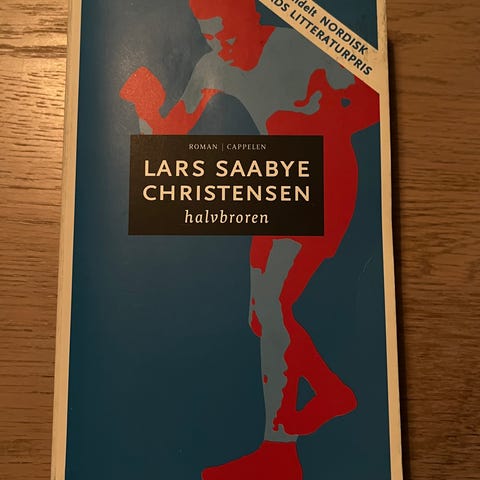 NORDISK
LITTERATURPRIS
ROMAN | CAPPELEN
LARS SAABYE
CHRISTENSEN
halvbroren